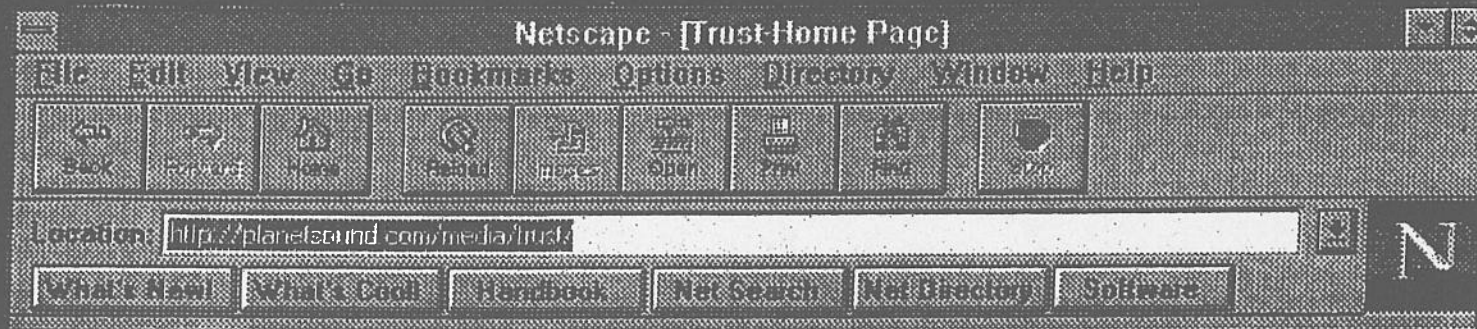 Netscape - [Trust-Home Page]
File Edit View Go Bookmarks Options Directory Window Help
Back Forward Home Reload Images Open Print Find Stop
Location: http://planetsound.com/media/trust/
What's New! What's Cool! Handbook Net Search Net Directory Software
N